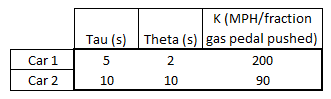 K (MPH/fraction
Tau (s) Theta (s) gas pedal pushed)
Car 1 5 2 200
Car 2 10 10 90